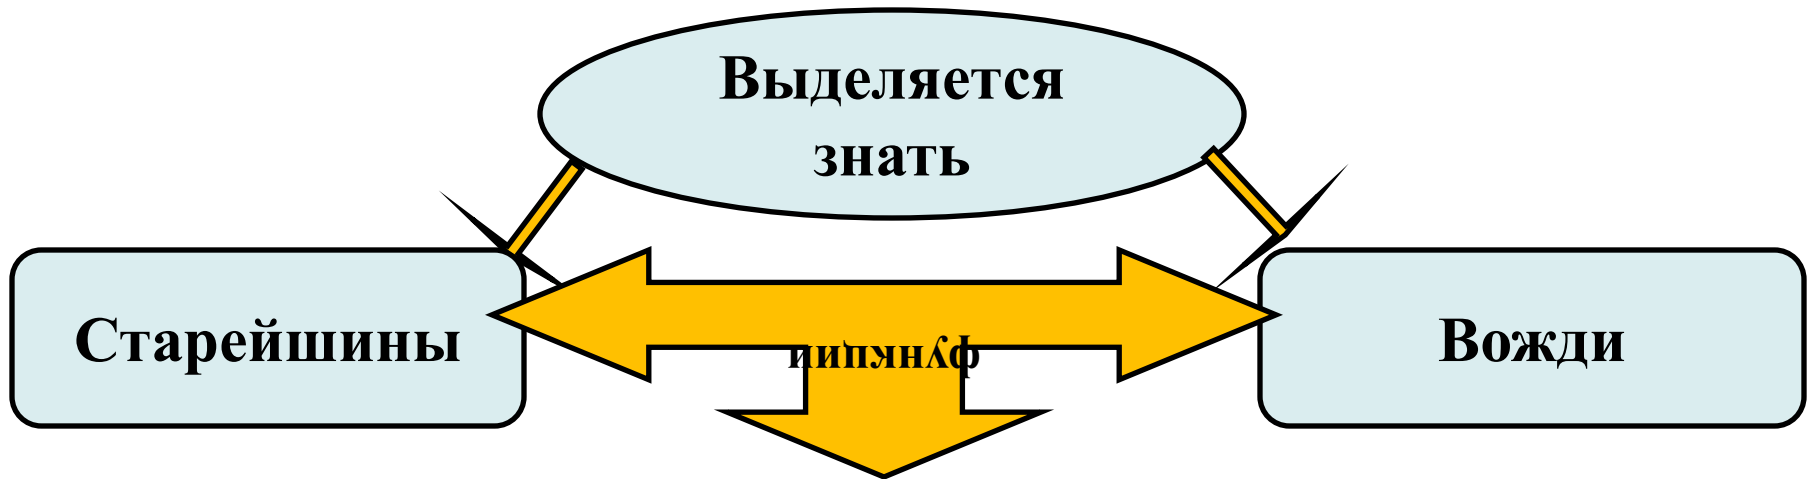 Выделяется
знать
Старейшины
функции
Вожди